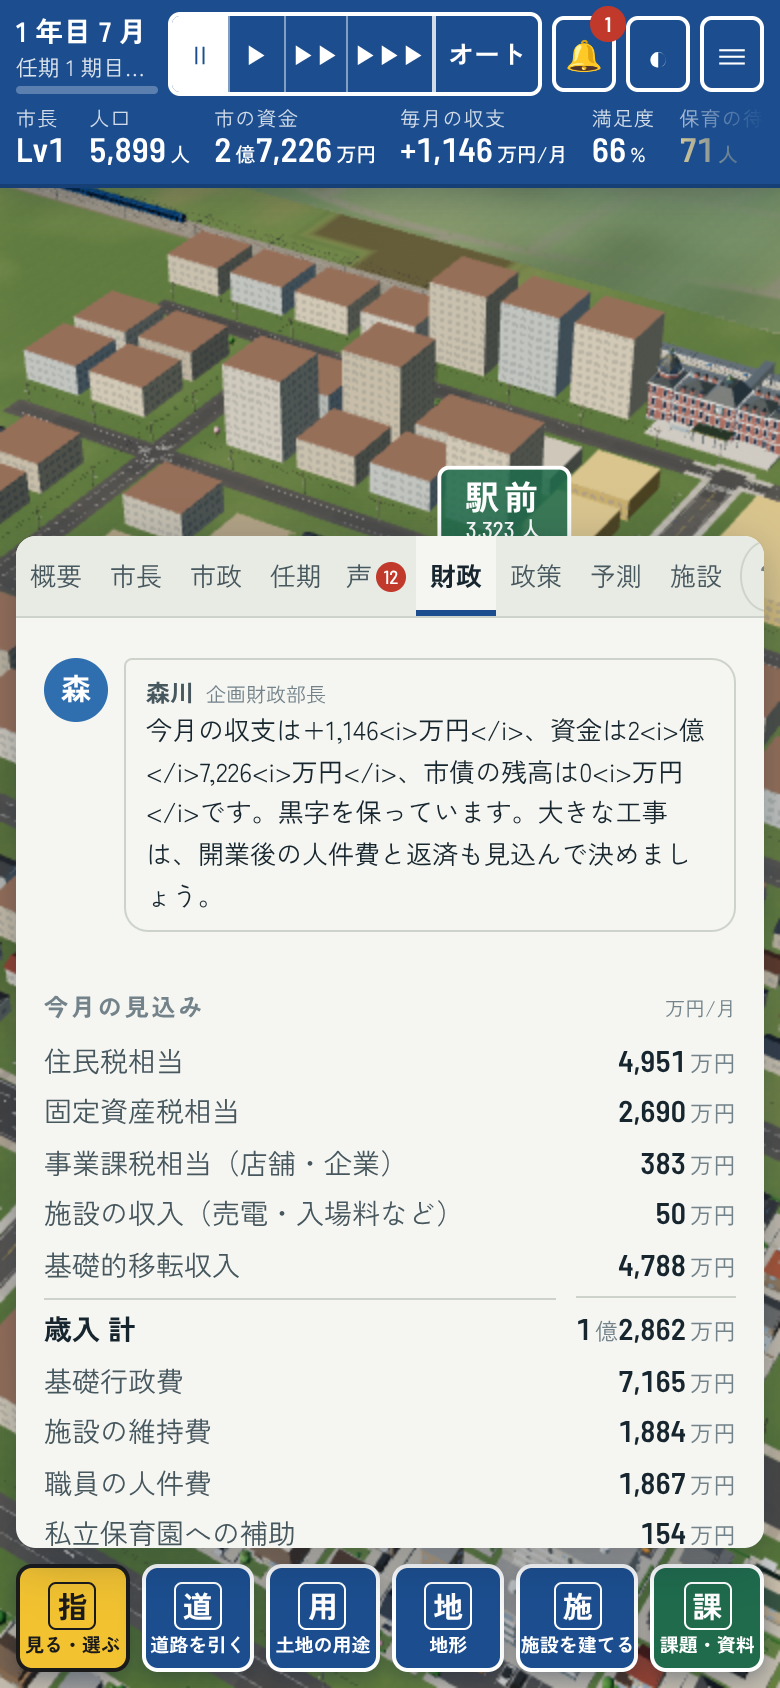 1年目7月
任期1期目…
オート
1
市長
人口
市の資金
毎月の収支
満足度
保育の待
Lv1
5,899人
2億7,226万円
+1,146万円/月
66%
71人
駅前
3,323人
概要
市長
市政
任期
声 12
財政
政策
予測
施設
森
森川 企画財政部長
今月の収支は+1,146<i>万円</i>、資金は2<i>億
</i>7,226<i>万円</i>、市債の残高は0<i>万円
</i>です。黒字を保っています。大きな工事
は、開業後の人件費と返済も見込んで決めまし
ょう。
今月の見込み 万円/月
住民税相当 4,951万円
固定資産税相当 2,690万円
事業課税相当（店舗・企業） 383万円
施設の収入（売電・入場料など） 50万円
基礎的移転収入 4,788万円
歳入 計 1億2,862万円
基礎行政費 7,165万円
施設の維持費 1,884万円
職員の人件費 1,867万円
私立保育園への補助 154万円
指
見る・選ぶ
道
道路を引く
用
土地の用途
地
地形
施
施設を建てる
課
課題・資料